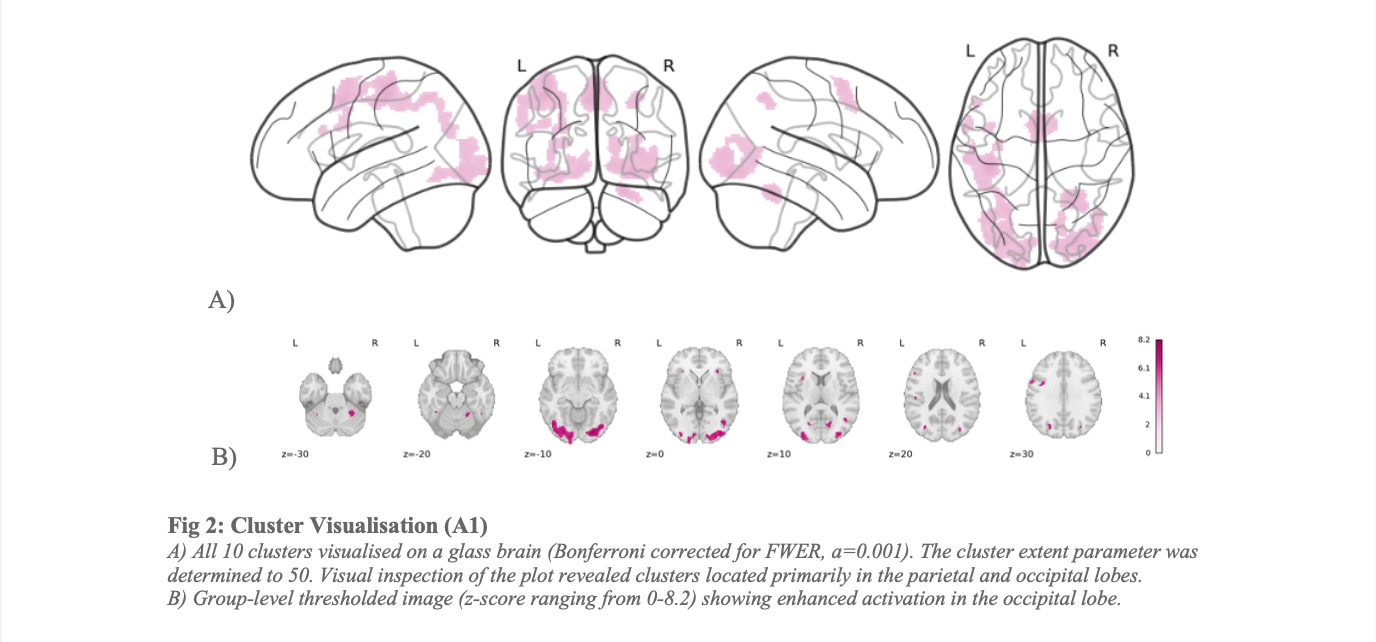 L R L R
A)
L R L R L R L R L R L R L R
8.2
6.1
4.1
2
0
B)
z=-30 z=-20 z=-10 z=0 z=10 z=20 z=30
Fig 2: Cluster Visualisation (A1)
A) All 10 clusters visualised on a glass brain (Bonferroni corrected for FWER, a=0.001). The cluster extent parameter was
determined to 50. Visual inspection of the plot revealed clusters located primarily in the parietal and occipital lobes.
B) Group-level thresholded image (z-score ranging from 0-8.2) showing enhanced activation in the occipital lobe.